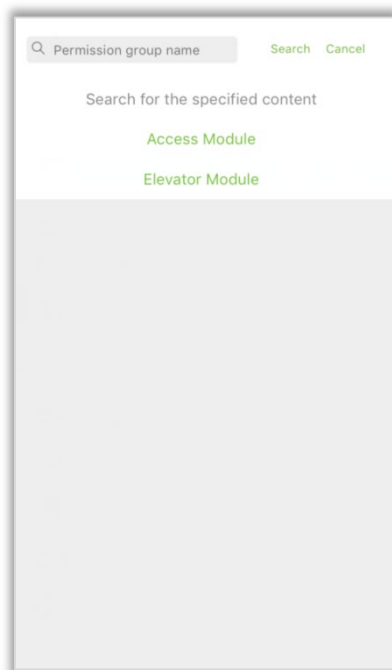 Permission group name Search Cancel
Search for the specified content
Access Module
Elevator Module